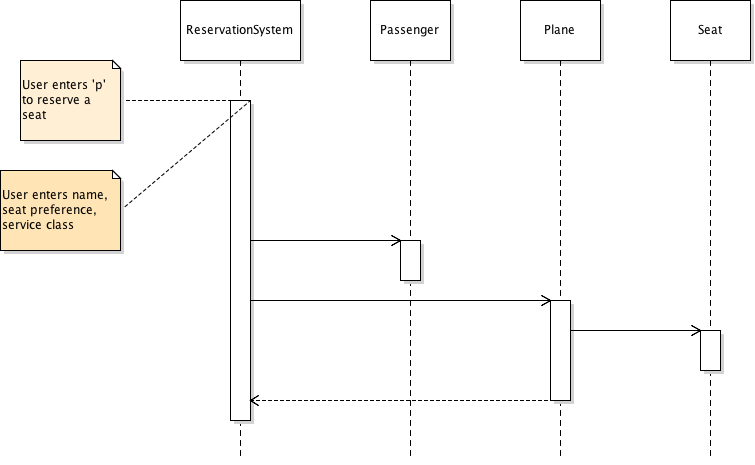 ReservationSystem
Passenger
Plane
Seat
User enters 'p'
to reserve a
seat
User enters name,
seat preference,
service class